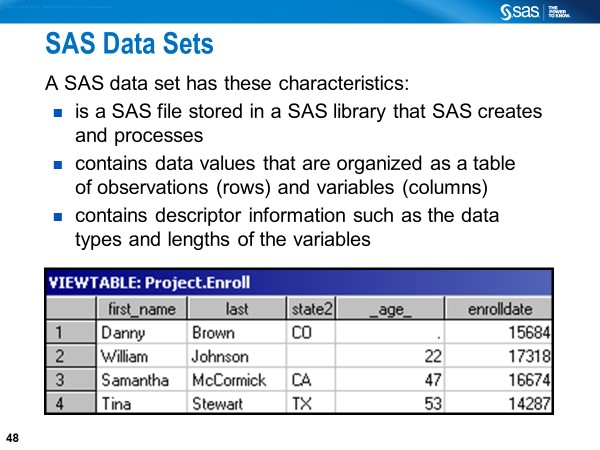 sas THE POWER TO KNOW.
SAS Data Sets
A SAS data set has these characteristics:
■ is a SAS file stored in a SAS library that SAS creates
and processes
■ contains data values that are organized as a table
of observations (rows) and variables (columns)
■ contains descriptor information such as the data
types and lengths of the variables
VIEWTABLE: Project.Enroll
first_name last state2 _age_ enrolldate
1 Danny Brown CO . 15684
2 William Johnson 22 17318
3 Samantha McCormick CA 47 16674
4 Tina Stewart TX 53 14287
48